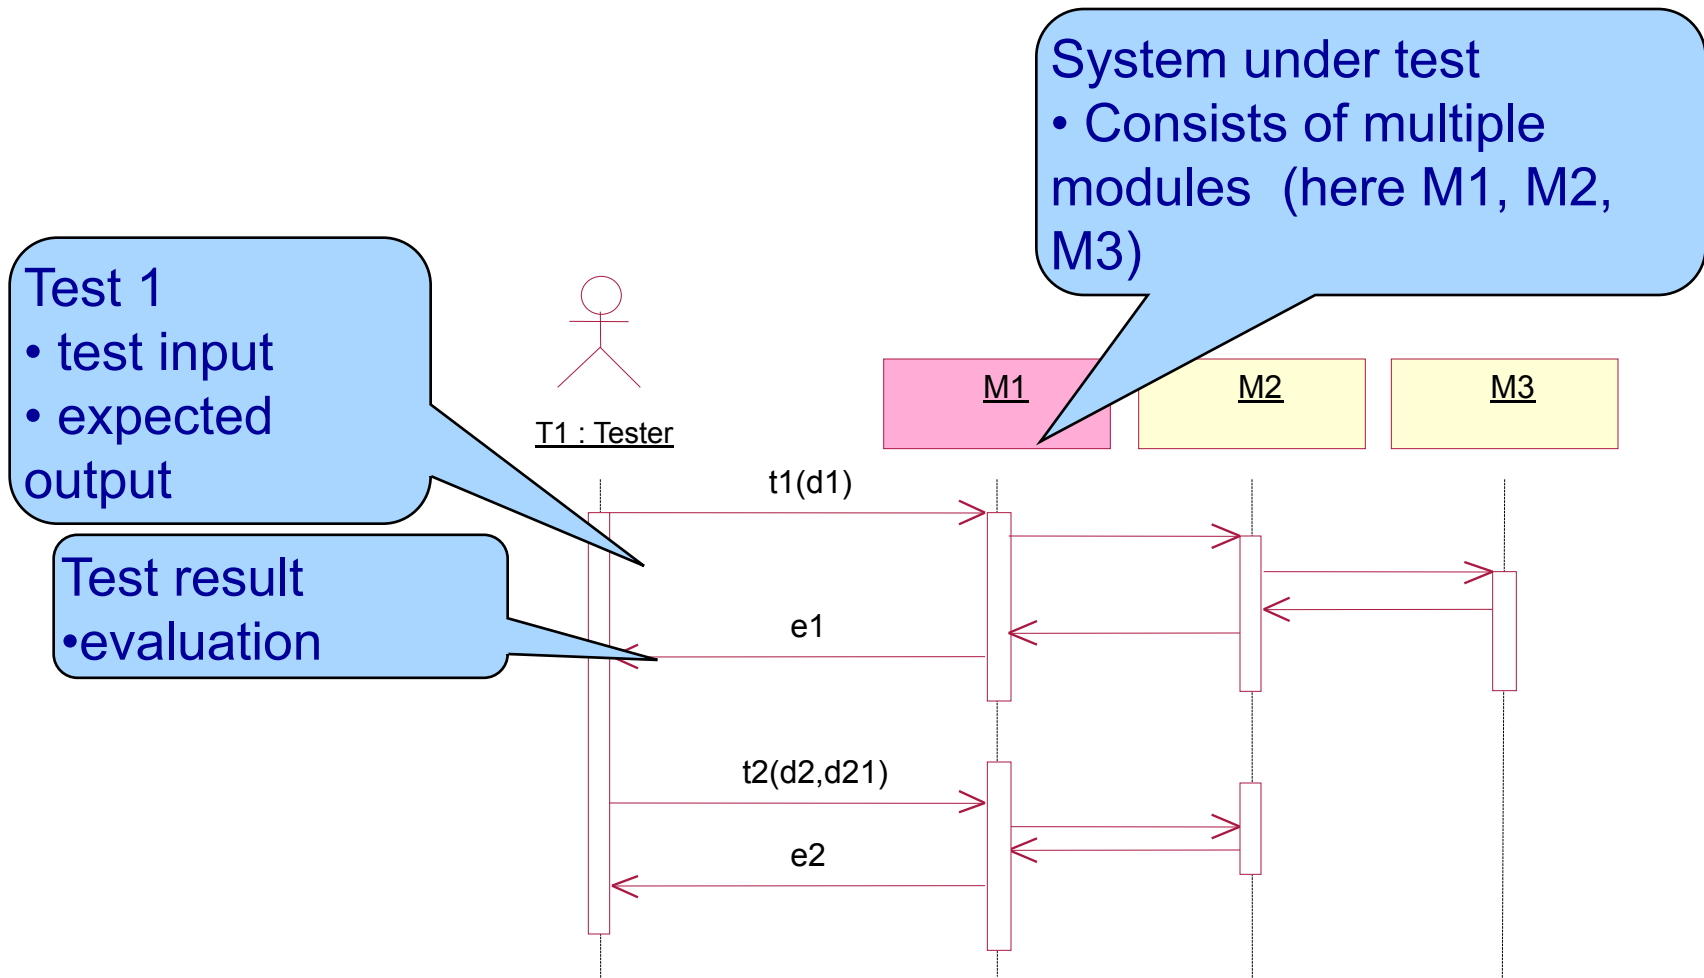 System under test
• Consists of multiple
modules (here M1, M2,
M3)
Test 1
• test input
• expected
output
T1 : Tester
M1
M2
M3
t1(d1)
Test result
•evaluation
e1
t2(d2,d21)
e2